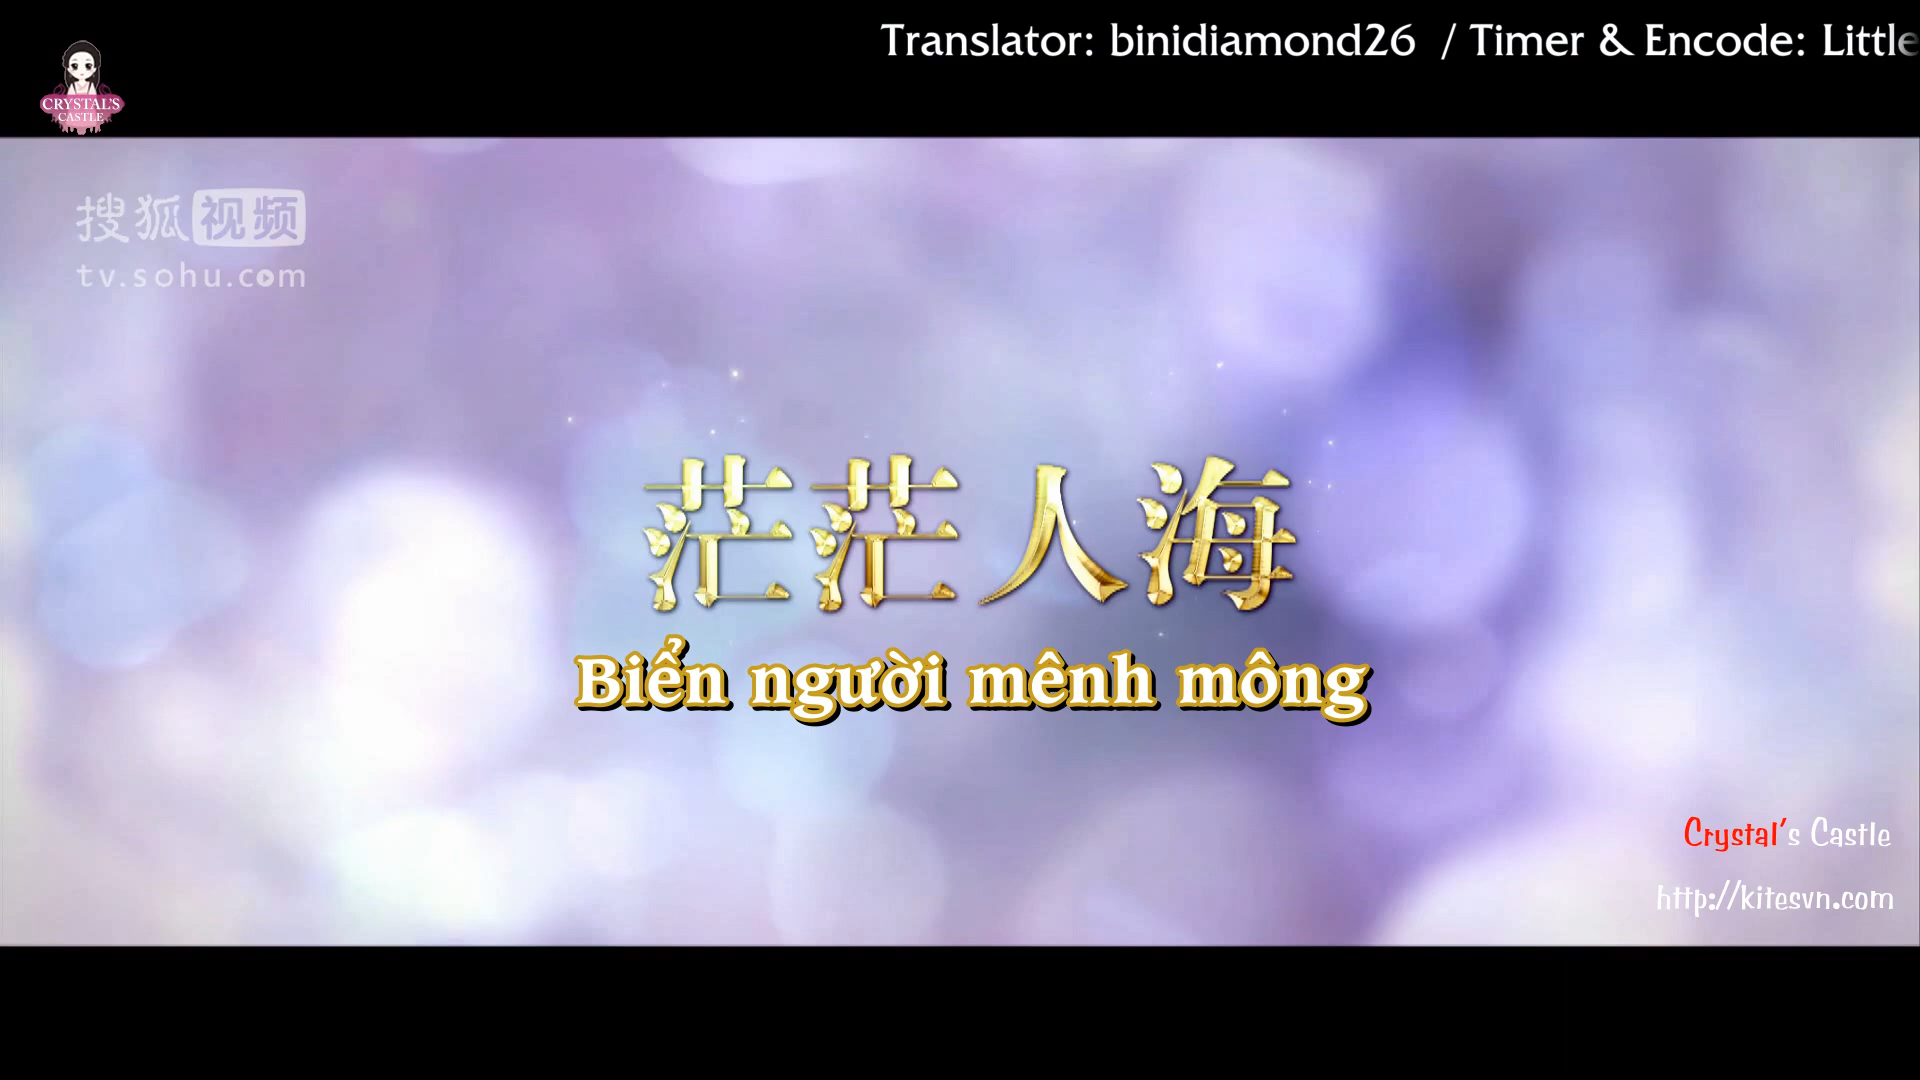 Translator: binidiamond26 / Timer & Encode: Little
CRYSTAL'S
CASTLE
搜狐视频
tv.sohu.com
茫茫人海
Biển người mênh mông
Crystal's Castle
http://kitesvn.com